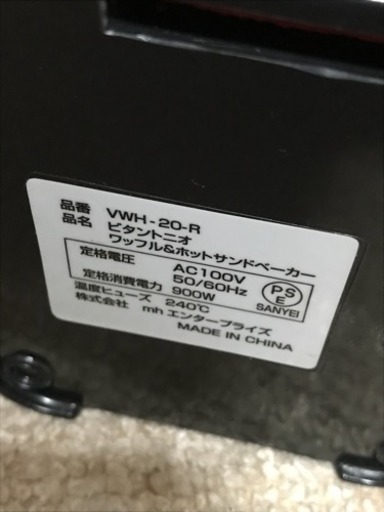 品番 VWH-20-R
品名 ビタントニオ
ワッフル&ホットサンドベーカー
定格電圧 AC100V
50/60Hz
定格消費電力 900W
温度ヒューズ 240℃
株式会社 mhエンタープライズ
MADE IN CHINA
PSE
SANYEI